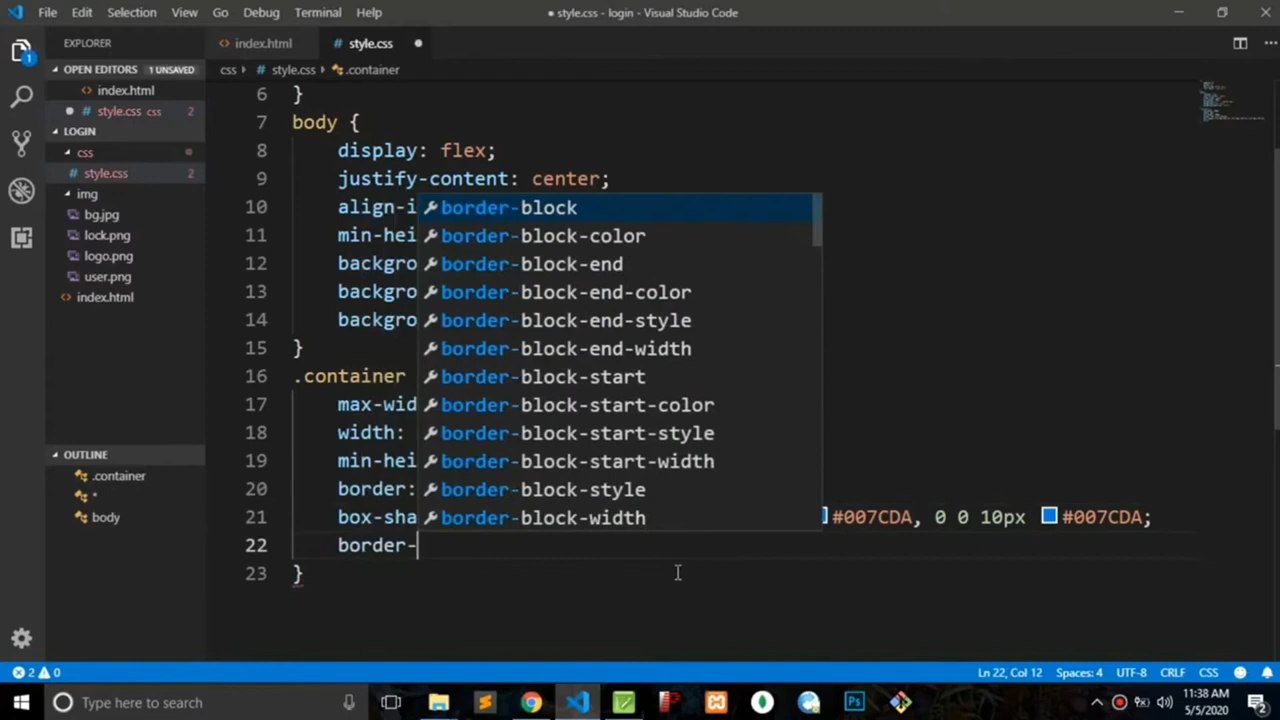 File Edit Selection View Go Debug Terminal Help
● style.css - login - Visual Studio Code
EXPLORER
OPEN EDITORS 1 UNSAVED
index.html
style.css css 2
LOGIN
css
style.css 2
img
bg.jpg
lock.png
logo.png
user.png
index.html
OUTLINE
.container
*
body
index.html
style.css
css > style.css > .container
6 }
7 body {
8 display: flex;
9 justify-content: center;
10 align-i
11 min-hei
12 backgro
13 backgro
14 backgro
15 }
16 .container
17 max-wid
18 width:
19 min-hei
20 border:
21 box-sha #007CDA, 0 0 10px #007CDA;
22 border-
23 }
border-block
border-block-color
border-block-end
border-block-end-color
border-block-end-style
border-block-end-width
border-block-start
border-block-start-color
border-block-start-style
border-block-start-width
border-block-style
border-block-width
2 0
Ln 22, Col 12 Spaces: 4 UTF-8 CRLF CSS
Type here to search
Ps
11:38 AM
5/5/2020